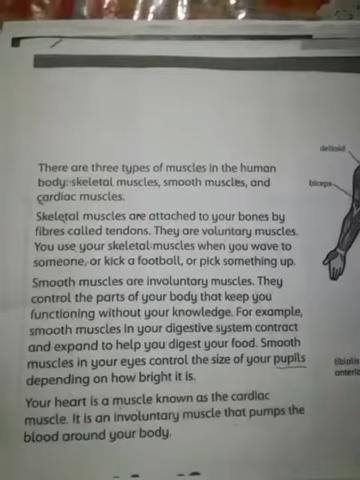 There are three types of muscles in the human
body: skeletal muscles, smooth muscles, and
cardiac muscles.
Skeletal muscles are attached to your bones by
fibres called tendons. They are voluntary muscles.
You use your skeletal muscles when you wave to
someone, or kick a football, or pick something up.
Smooth muscles are involuntary muscles. They
control the parts of your body that keep you
functioning without your knowledge. For example,
smooth muscles in your digestive system contract
and expand to help you digest your food. Smooth
muscles in your eyes control the size of your pupils
depending on how bright it is.
Your heart is a muscle known as the cardiac
muscle. It is an involuntary muscle that pumps the
blood around your body.
deltoid
biceps
tibialis